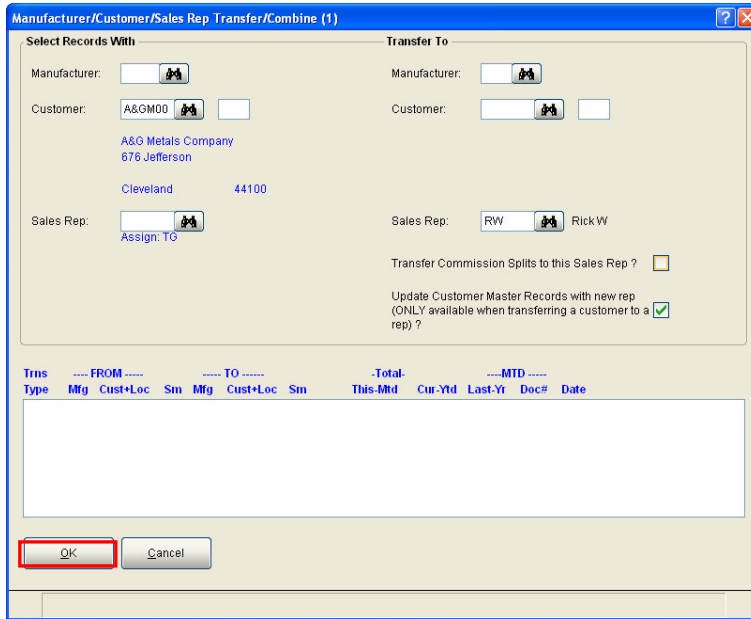 Manufacturer/Customer/Sales Rep Transfer/Combine (1)
Select Records With
Transfer To
Manufacturer:
Manufacturer:
Customer: A&GM00
Customer:
A&G Metals Company
676 Jefferson
Cleveland 44100
Sales Rep:
Assign: TG
Sales Rep: RW Rick W
Transfer Commission Splits to this Sales Rep ?
Update Customer Master Records with new rep
(ONLY available when transferring a customer to a
rep) ?
Trns ---- FROM ----- ----- TO ------ -Total- ----MTD -----
Type Mfg Cust+Loc Sm Mfg Cust+Loc Sm This-Mtd Cur-Ytd Last-Yr Doc# Date
OK Cancel